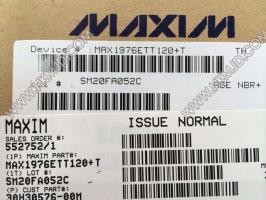 MAXIM
Device #: MAX1976ETT120+T
#: SM20FA052C
MAXIM
ISSUE NORMAL
SALES ORDER #:
552752/1
(1P) MAXIM PART#:
MAX1976ETT120+T
(1T) LOT #:
SM20FA052C
(P) CUST PART#:
30H30576-00M